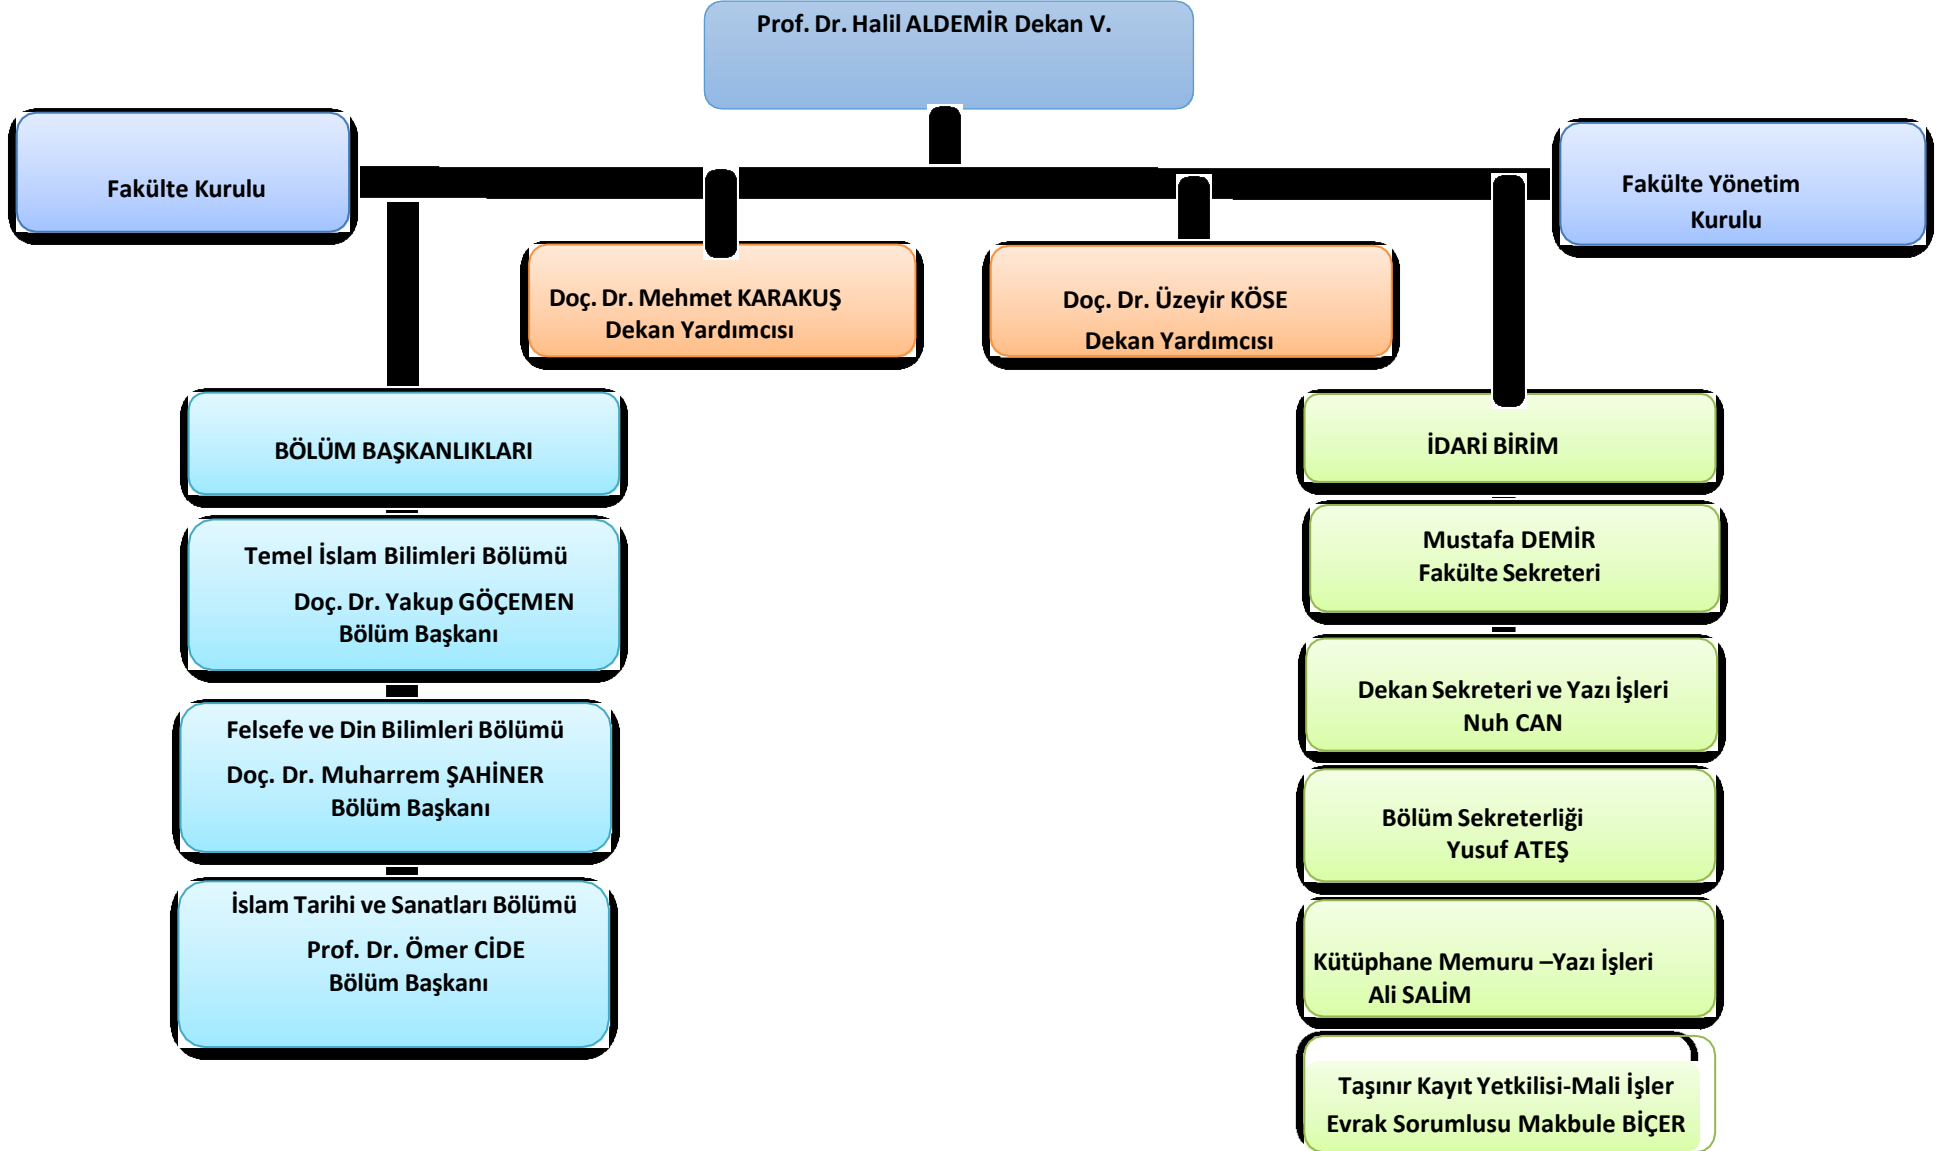 Prof. Dr. Halil ALDEMİR Dekan V.
Fakülte Kurulu
Fakülte Yönetim
Kurulu
Doç. Dr. Mehmet KARAKUŞ
Dekan Yardımcısı
Doç. Dr. Üzeyir KÖSE
Dekan Yardımcısı
BÖLÜM BAŞKANLIKLARI
Temel İslam Bilimleri Bölümü
Doç. Dr. Yakup GÖÇEMEN
Bölüm Başkanı
Felsefe ve Din Bilimleri Bölümü
Doç. Dr. Muharrem ŞAHİNER
Bölüm Başkanı
İslam Tarihi ve Sanatları Bölümü
Prof. Dr. Ömer CİDE
Bölüm Başkanı
İDARİ BİRİM
Mustafa DEMİR
Fakülte Sekreteri
Dekan Sekreteri ve Yazı İşleri
Nuh CAN
Bölüm Sekreterliği
Yusuf ATEŞ
Kütüphane Memuru –Yazı İşleri
Ali SALİM
Taşınır Kayıt Yetkilisi-Mali İşler
Evrak Sorumlusu Makbule BİÇER